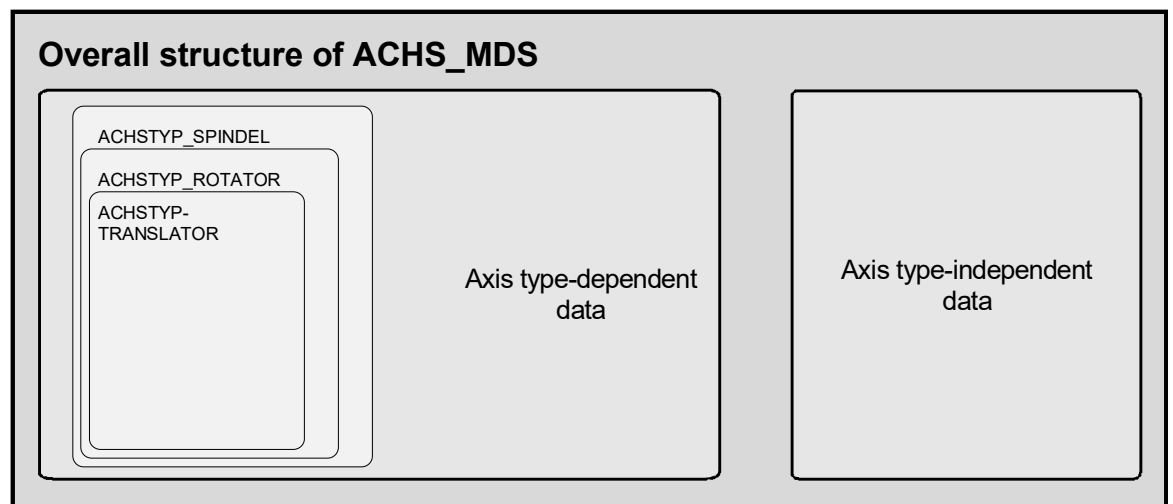 Overall structure of ACHS_MDS
ACHSTYP_SPINDEL
ACHSTYP_ROTATOR
ACHSTYP-
TRANSLATOR
Axis type-dependent
data
Axis type-independent
data